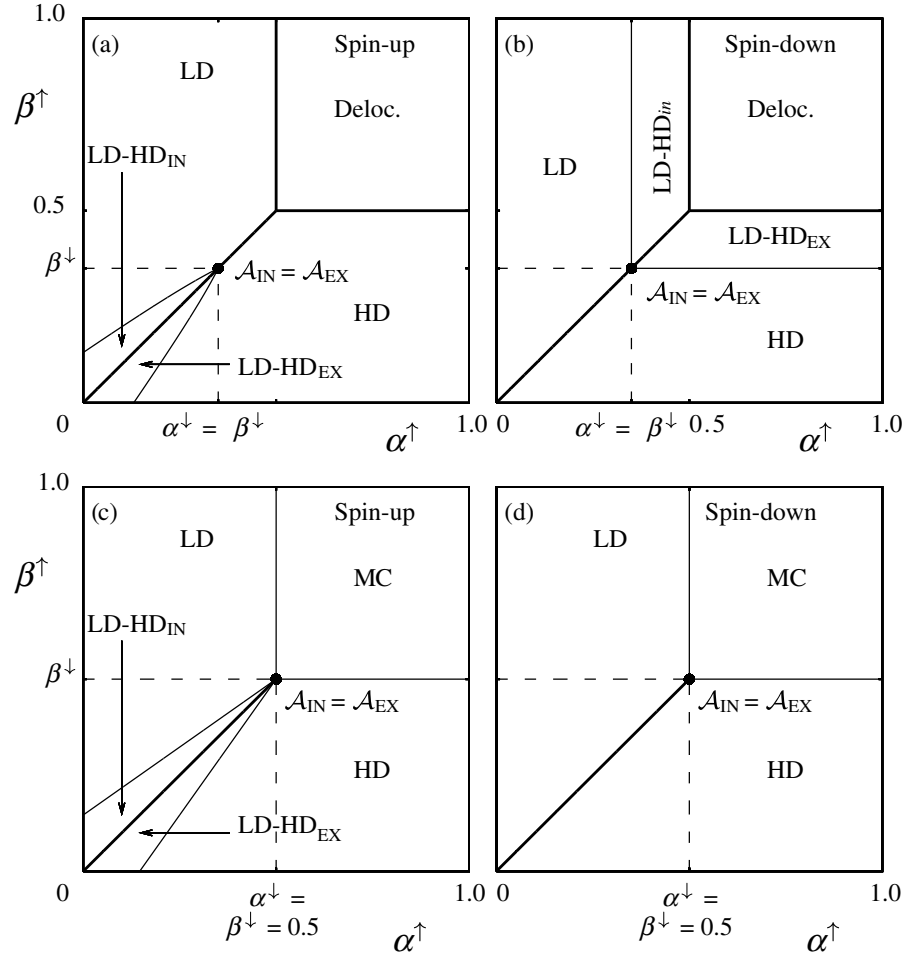 1.0
(a)
Spin-up
LD
β↑
Deloc.
LD-HD_IN
0.5
β↓
𝒜_IN = 𝒜_EX
HD
LD-HD_EX
0
α↓ = β↓
α↑
1.0
(b)
Spin-down
LD
LD-HD_in
Deloc.
LD-HD_EX
𝒜_IN = 𝒜_EX
HD
0
α↓ = β↓
0.5
α↑
1.0
1.0
(c)
Spin-up
LD
β↑
MC
LD-HD_IN
β↓
𝒜_IN = 𝒜_EX
HD
LD-HD_EX
0
α↓ =
β↓ = 0.5
α↑
1.0
(d)
Spin-down
LD
MC
𝒜_IN = 𝒜_EX
HD
0
α↓ =
β↓ = 0.5
α↑
1.0